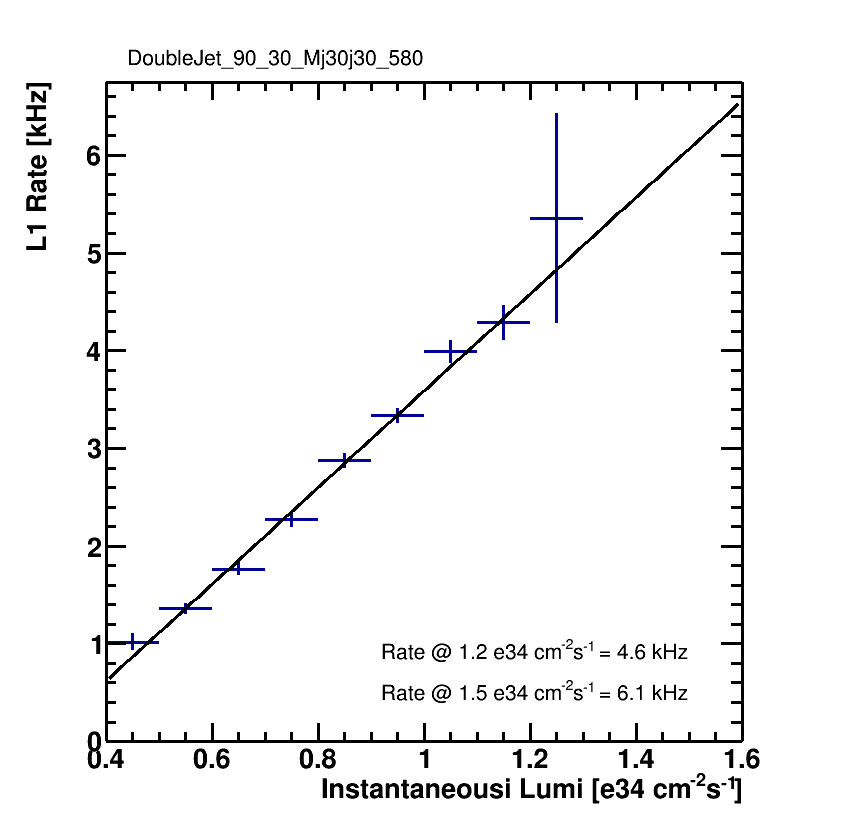 DoubleJet_90_30_Mj30j30_580
L1 Rate [kHz]
6
5
4
3
2
1
0
Rate @ 1.2 e34 cm⁻²s⁻¹ = 4.6 kHz
Rate @ 1.5 e34 cm⁻²s⁻¹ = 6.1 kHz
0.4 0.6 0.8 1 1.2 1.4 1.6
Instantaneousi Lumi [e34 cm⁻²s⁻¹]